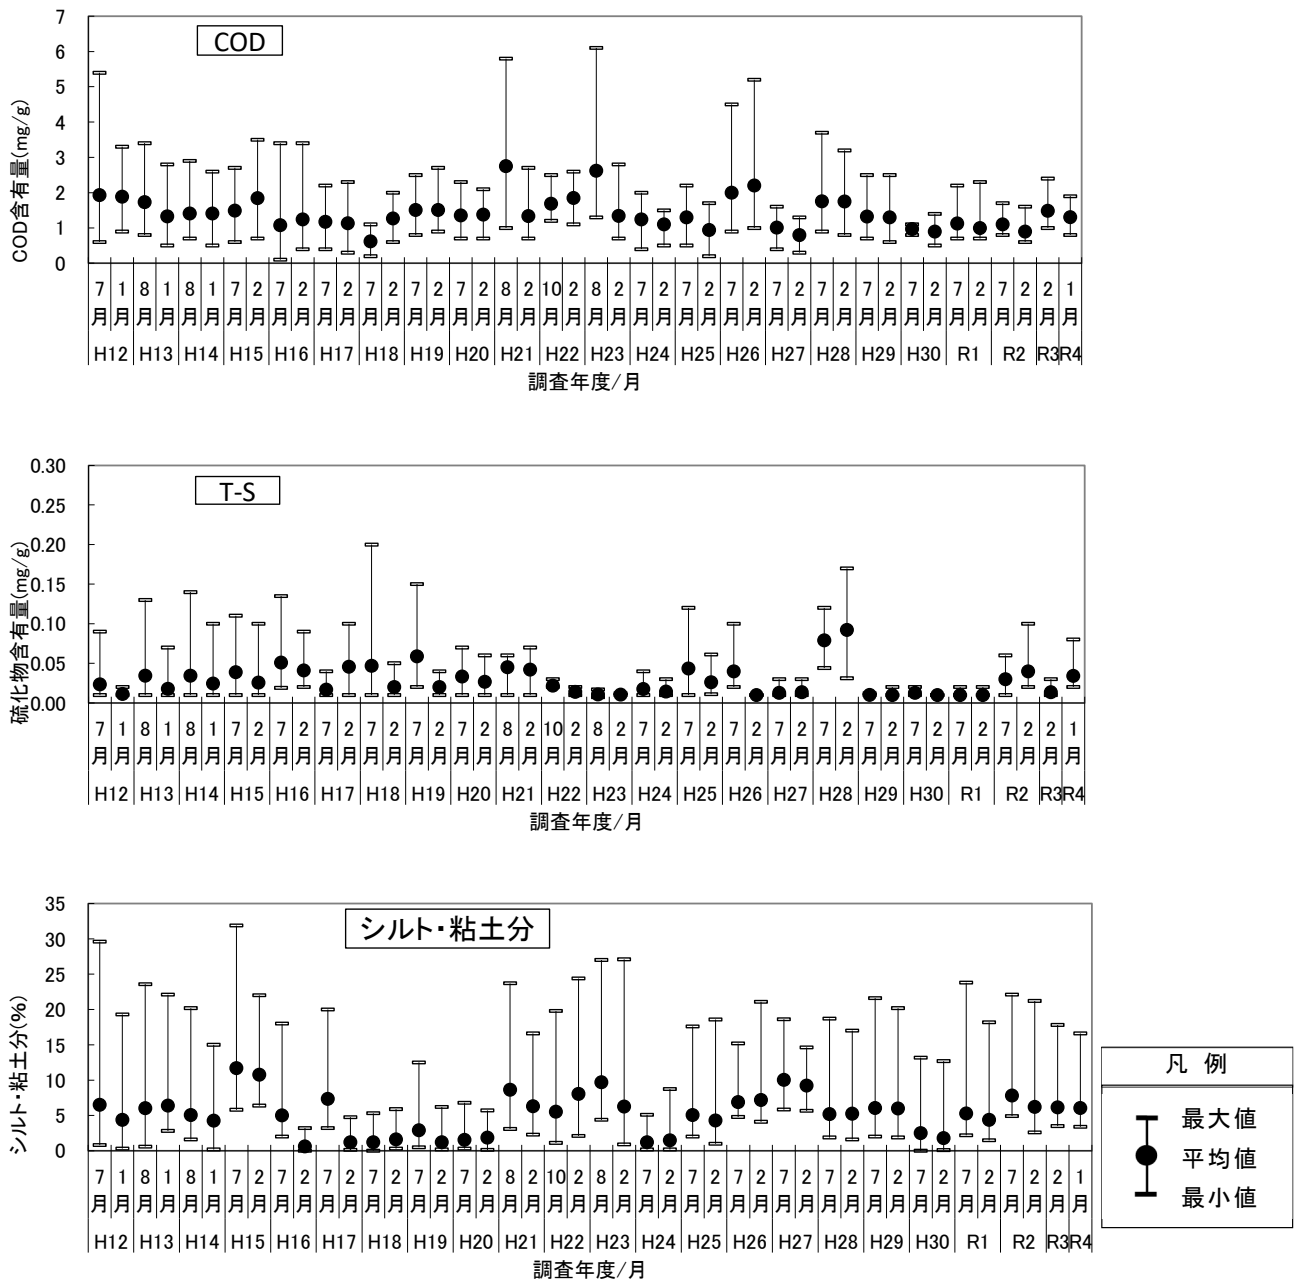 COD
COD含有量(mg/g)
7
6
5
4
3
2
1
0
7月 1月 8月 1月 8月 1月 7月 2月 7月 2月 7月 2月 7月 2月 7月 2月 7月 2月 8月 2月 10月 2月 8月 2月 7月 2月 7月 2月 7月 2月 7月 2月 7月 2月 7月 2月 7月 2月 7月 2月 7月 2月 2月 1月
H12 H13 H14 H15 H16 H17 H18 H19 H20 H21 H22 H23 H24 H25 H26 H27 H28 H29 H30 R1 R2 R3 R4
調査年度/月
T-S
硫化物含有量(mg/g)
0.30
0.25
0.20
0.15
0.10
0.05
0.00
7月 1月 8月 1月 8月 1月 7月 2月 7月 2月 7月 2月 7月 2月 7月 2月 7月 2月 8月 2月 10月 2月 8月 2月 7月 2月 7月 2月 7月 2月 7月 2月 7月 2月 7月 2月 7月 2月 7月 2月 7月 2月 2月 1月
H12 H13 H14 H15 H16 H17 H18 H19 H20 H21 H22 H23 H24 H25 H26 H27 H28 H29 H30 R1 R2 R3 R4
調査年度/月
シルト・粘土分
シルト・粘土分(%)
35
30
25
20
15
10
5
0
7月 1月 8月 1月 8月 1月 7月 2月 7月 2月 7月 2月 7月 2月 7月 2月 7月 2月 8月 2月 10月 2月 8月 2月 7月 2月 7月 2月 7月 2月 7月 2月 7月 2月 7月 2月 7月 2月 7月 2月 7月 2月 2月 1月
H12 H13 H14 H15 H16 H17 H18 H19 H20 H21 H22 H23 H24 H25 H26 H27 H28 H29 H30 R1 R2 R3 R4
調査年度/月
凡 例
最大値
平均値
最小値